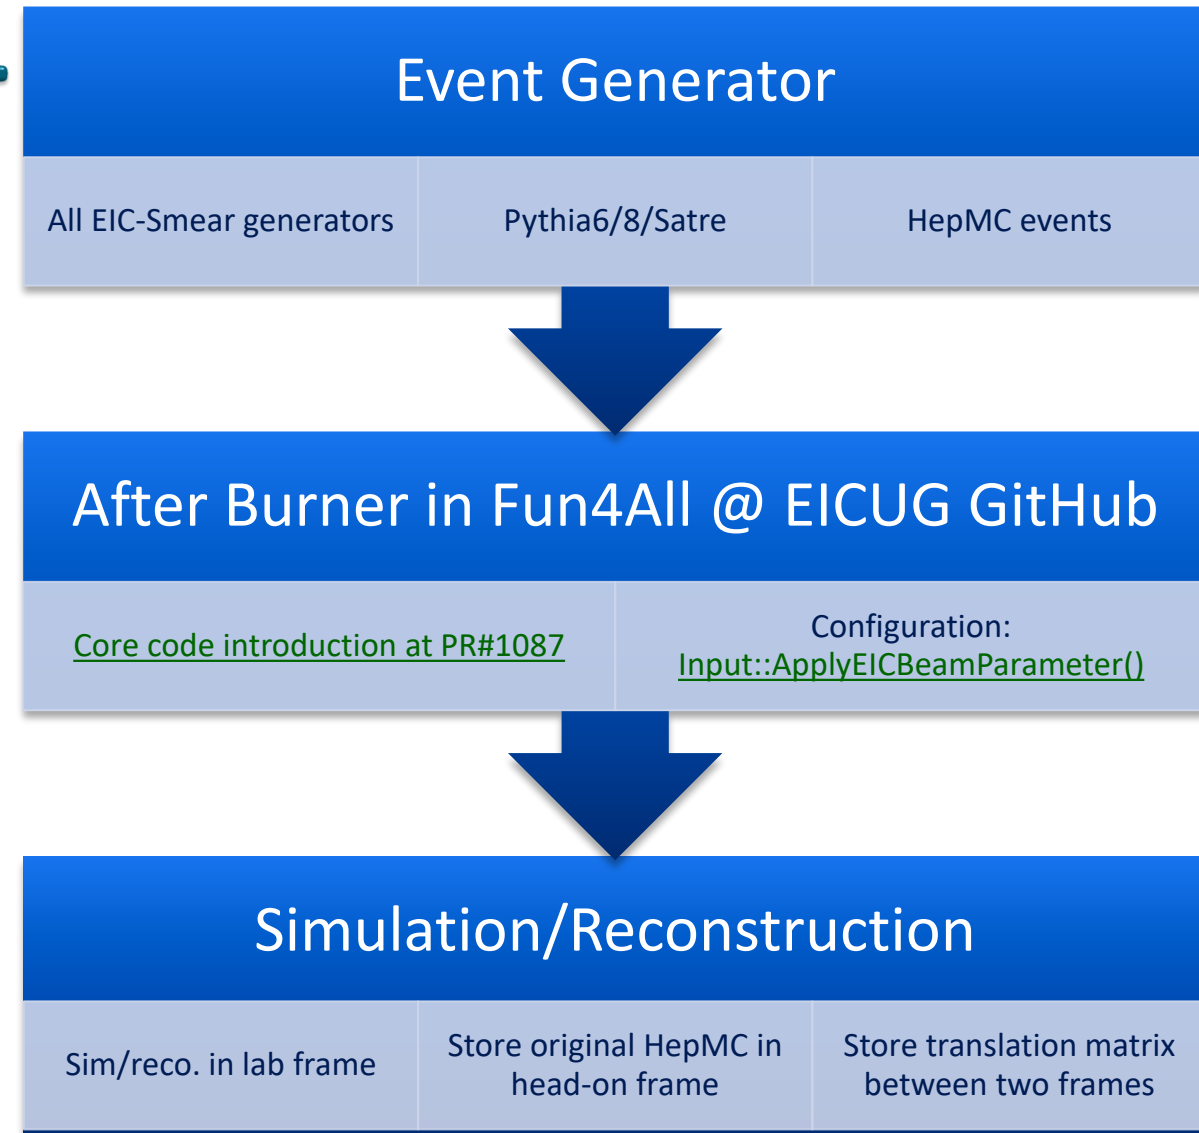 Event Generator
All EIC-Smear generators
Pythia6/8/Satre
HepMC events
After Burner in Fun4All @ EICUG GitHub
Core code introduction at PR#1087
Configuration:
Input::ApplyEICBeamParameter()
Simulation/Reconstruction
Sim/reco. in lab frame
Store original HepMC in
head-on frame
Store translation matrix
between two frames